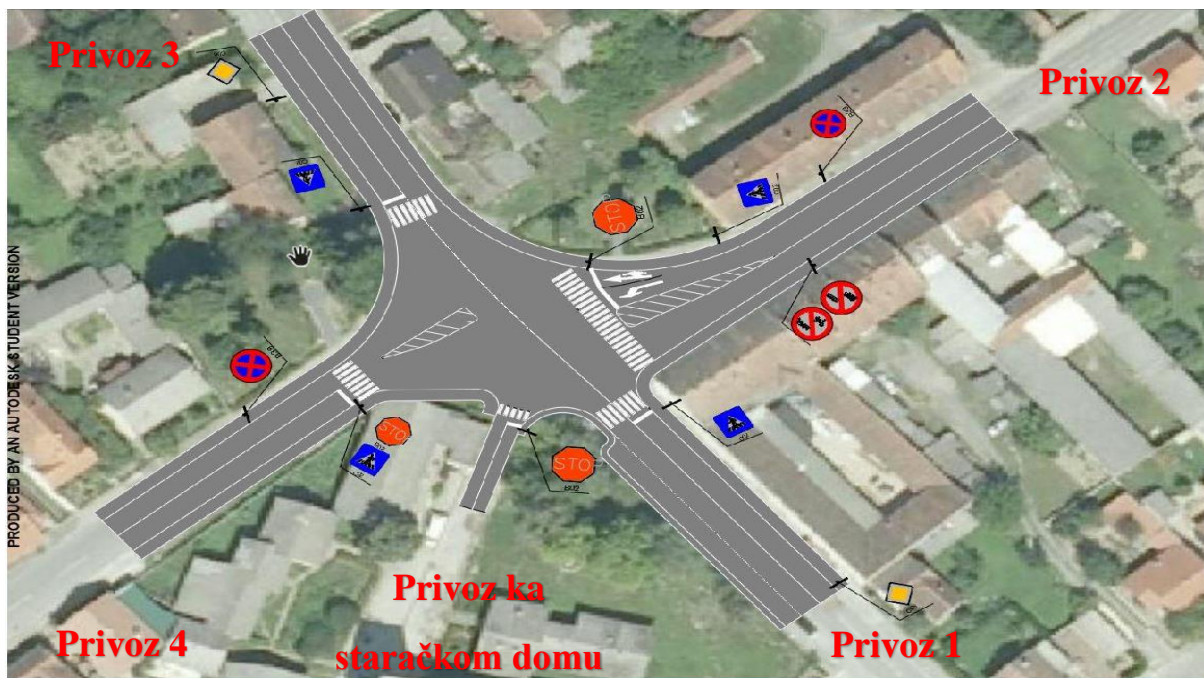 Privoz 3
Privoz 2
STOP
STOP
STOP
PRODUCED BY AN AUTODESK STUDENT VERSION
Privoz ka
staračkom domu
Privoz 4
Privoz 1